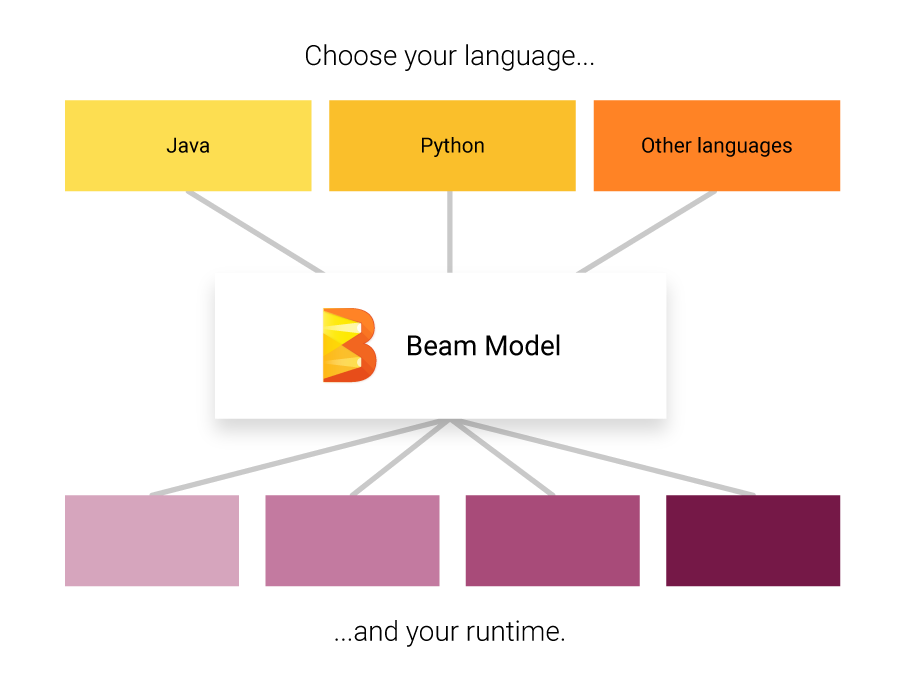 Choose your language...
Java
Python
Other languages
Beam Model
...and your runtime.